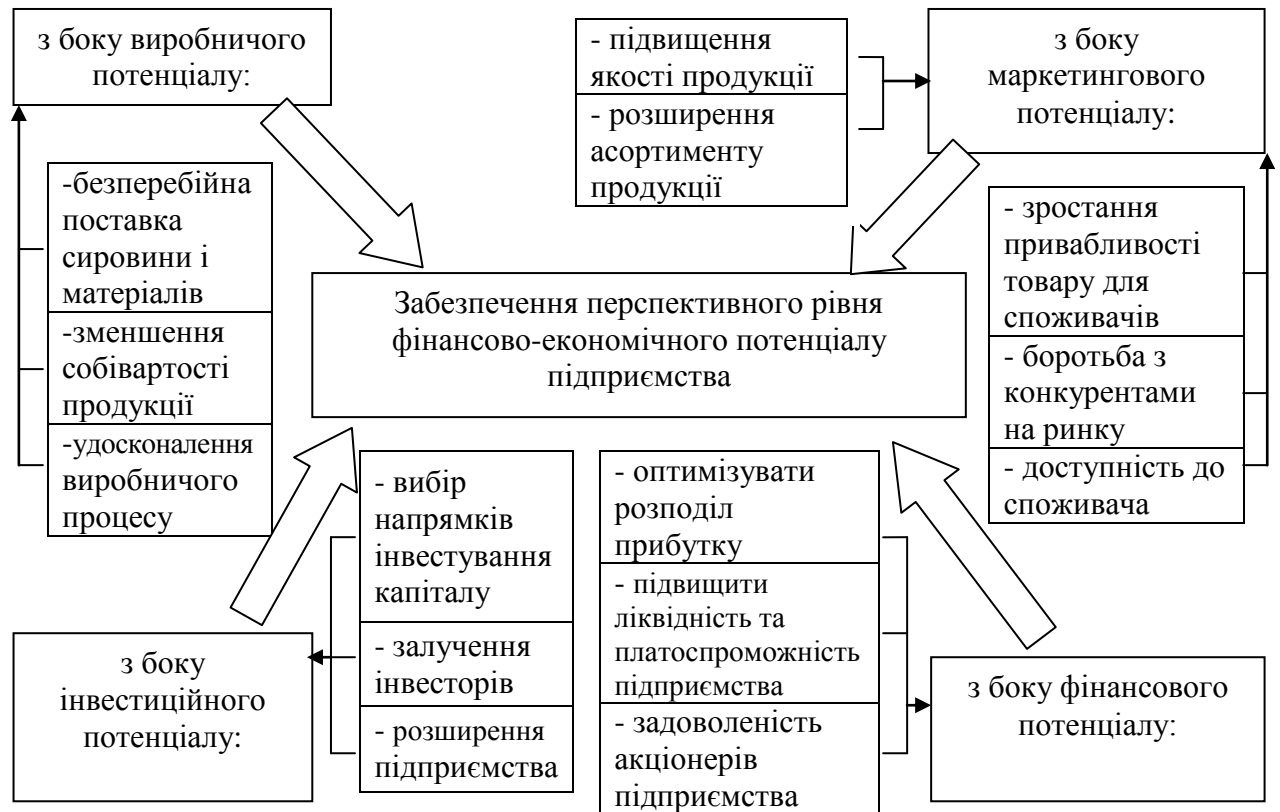 з боку виробничого
потенціалу:
- підвищення
якості продукції
- розширення
асортименту
продукції
з боку
маркетингового
потенціалу:
-безперебійна
поставка
сировини і
матеріалів
-зменшення
собівартості
продукції
-удосконалення
виробничого
процесу
Забезпечення перспективного рівня
фінансово-економічного потенціалу
підприємства
- зростання
привабливості
товару для
споживачів
- боротьба з
конкурентами
на ринку
- доступність до
споживача
- вибір
напрямків
інвестування
капіталу
- залучення
інвесторів
- розширення
підприємства
- оптимізувати
розподіл
прибутку
- підвищити
ліквідність та
платоспроможність
підприємства
- задоволеність
акціонерів
підприємства
з боку
інвестиційного
потенціалу:
з боку фінансового
потенціалу: